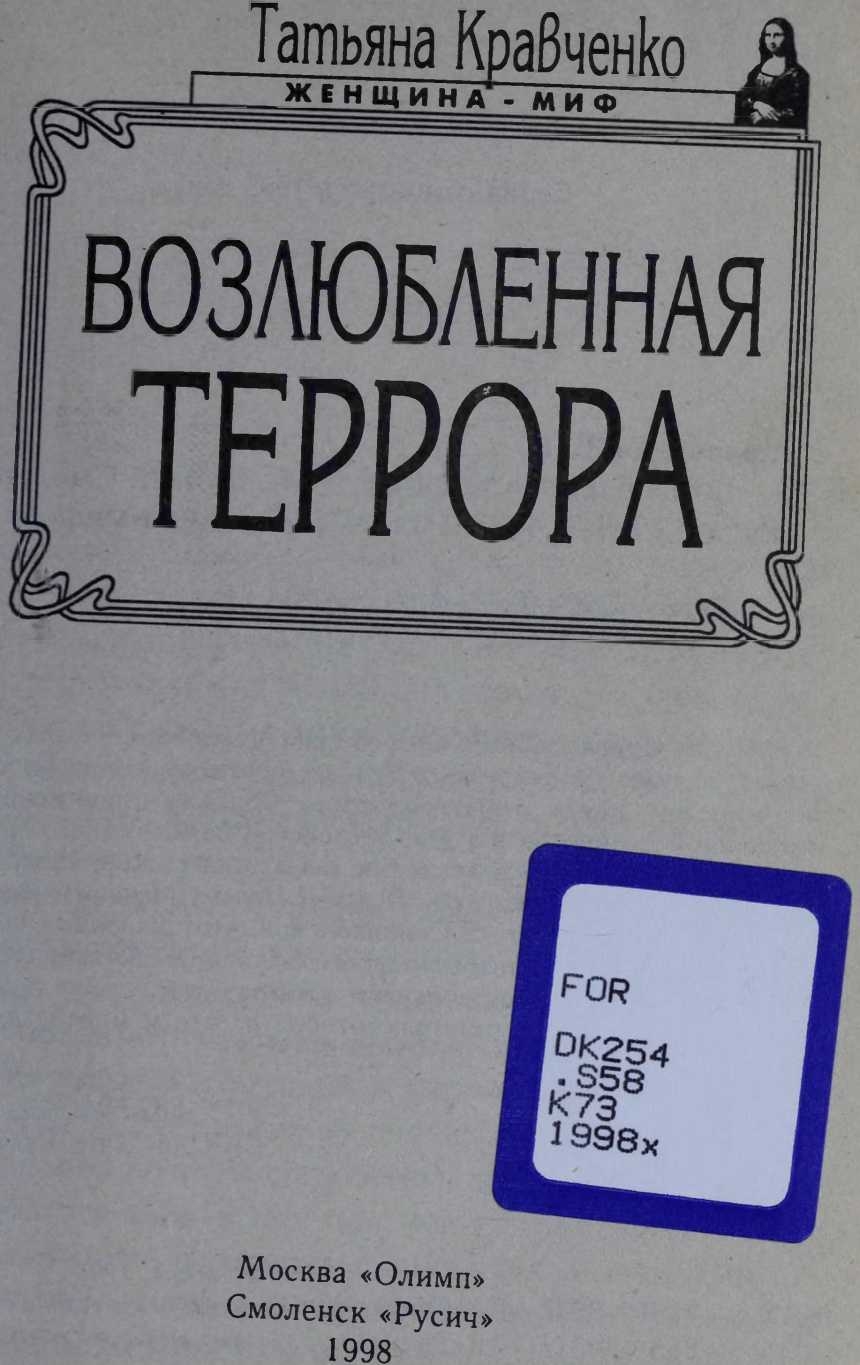 Татьяна Кравченко
ЖЕНЩИНА - МИФ
ВОЗЛЮБЛЕННАЯ
ТЕРРОРА
FOR
DK254
.S58
K73
1998x
Москва «Олимп»
Смоленск «Русич»
1998